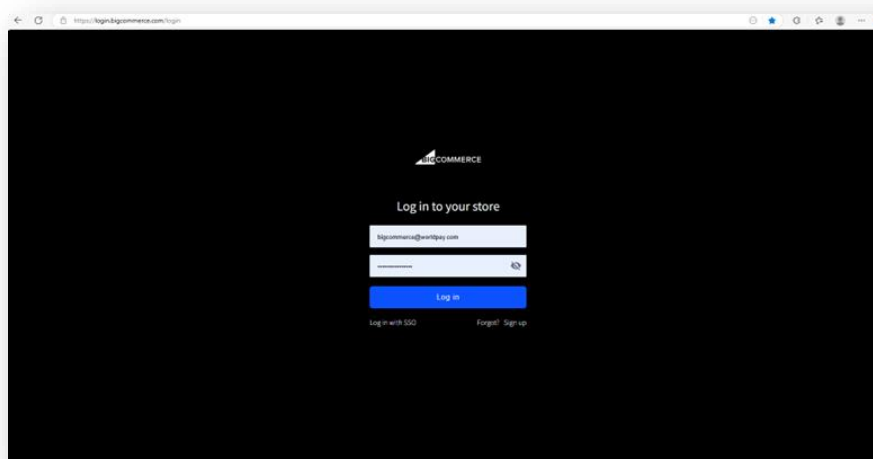 https://login.bigcommerce.com/login
BIGCOMMERCE
Log in to your store
bigcommerce@worldpay.com
Log in
Log in with SSO
Forgot? Sign up